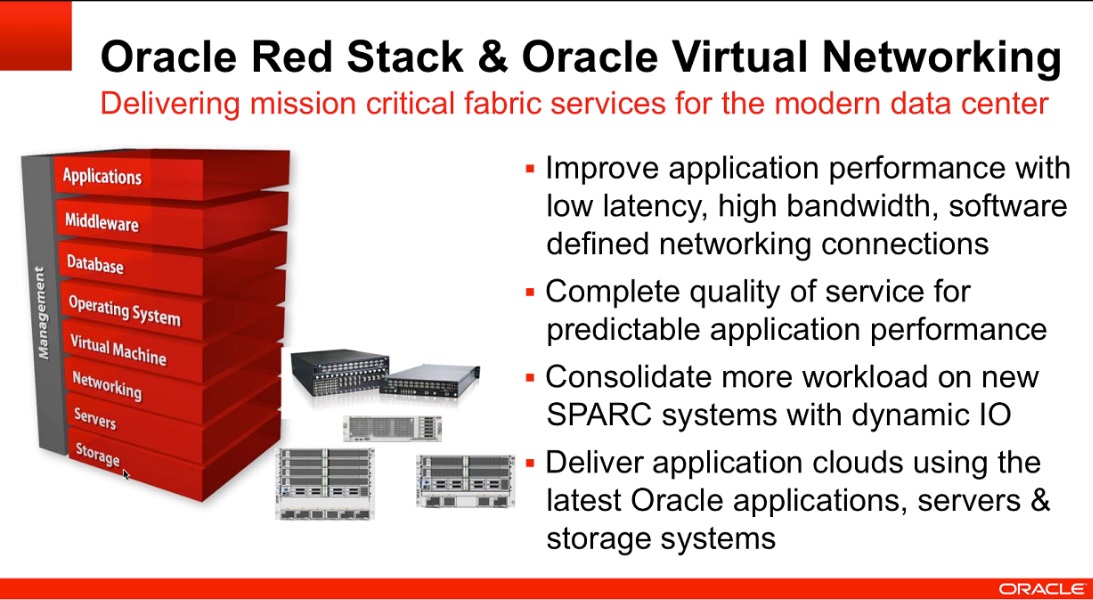 Oracle Red Stack & Oracle Virtual Networking
Delivering mission critical fabric services for the modern data center
Management
Applications
Middleware
Database
Operating System
Virtual Machine
Networking
Servers
Storage
▪ Improve application performance with
low latency, high bandwidth, software
defined networking connections
▪ Complete quality of service for
predictable application performance
▪ Consolidate more workload on new
SPARC systems with dynamic IO
▪ Deliver application clouds using the
latest Oracle applications, servers &
storage systems
ORACLE